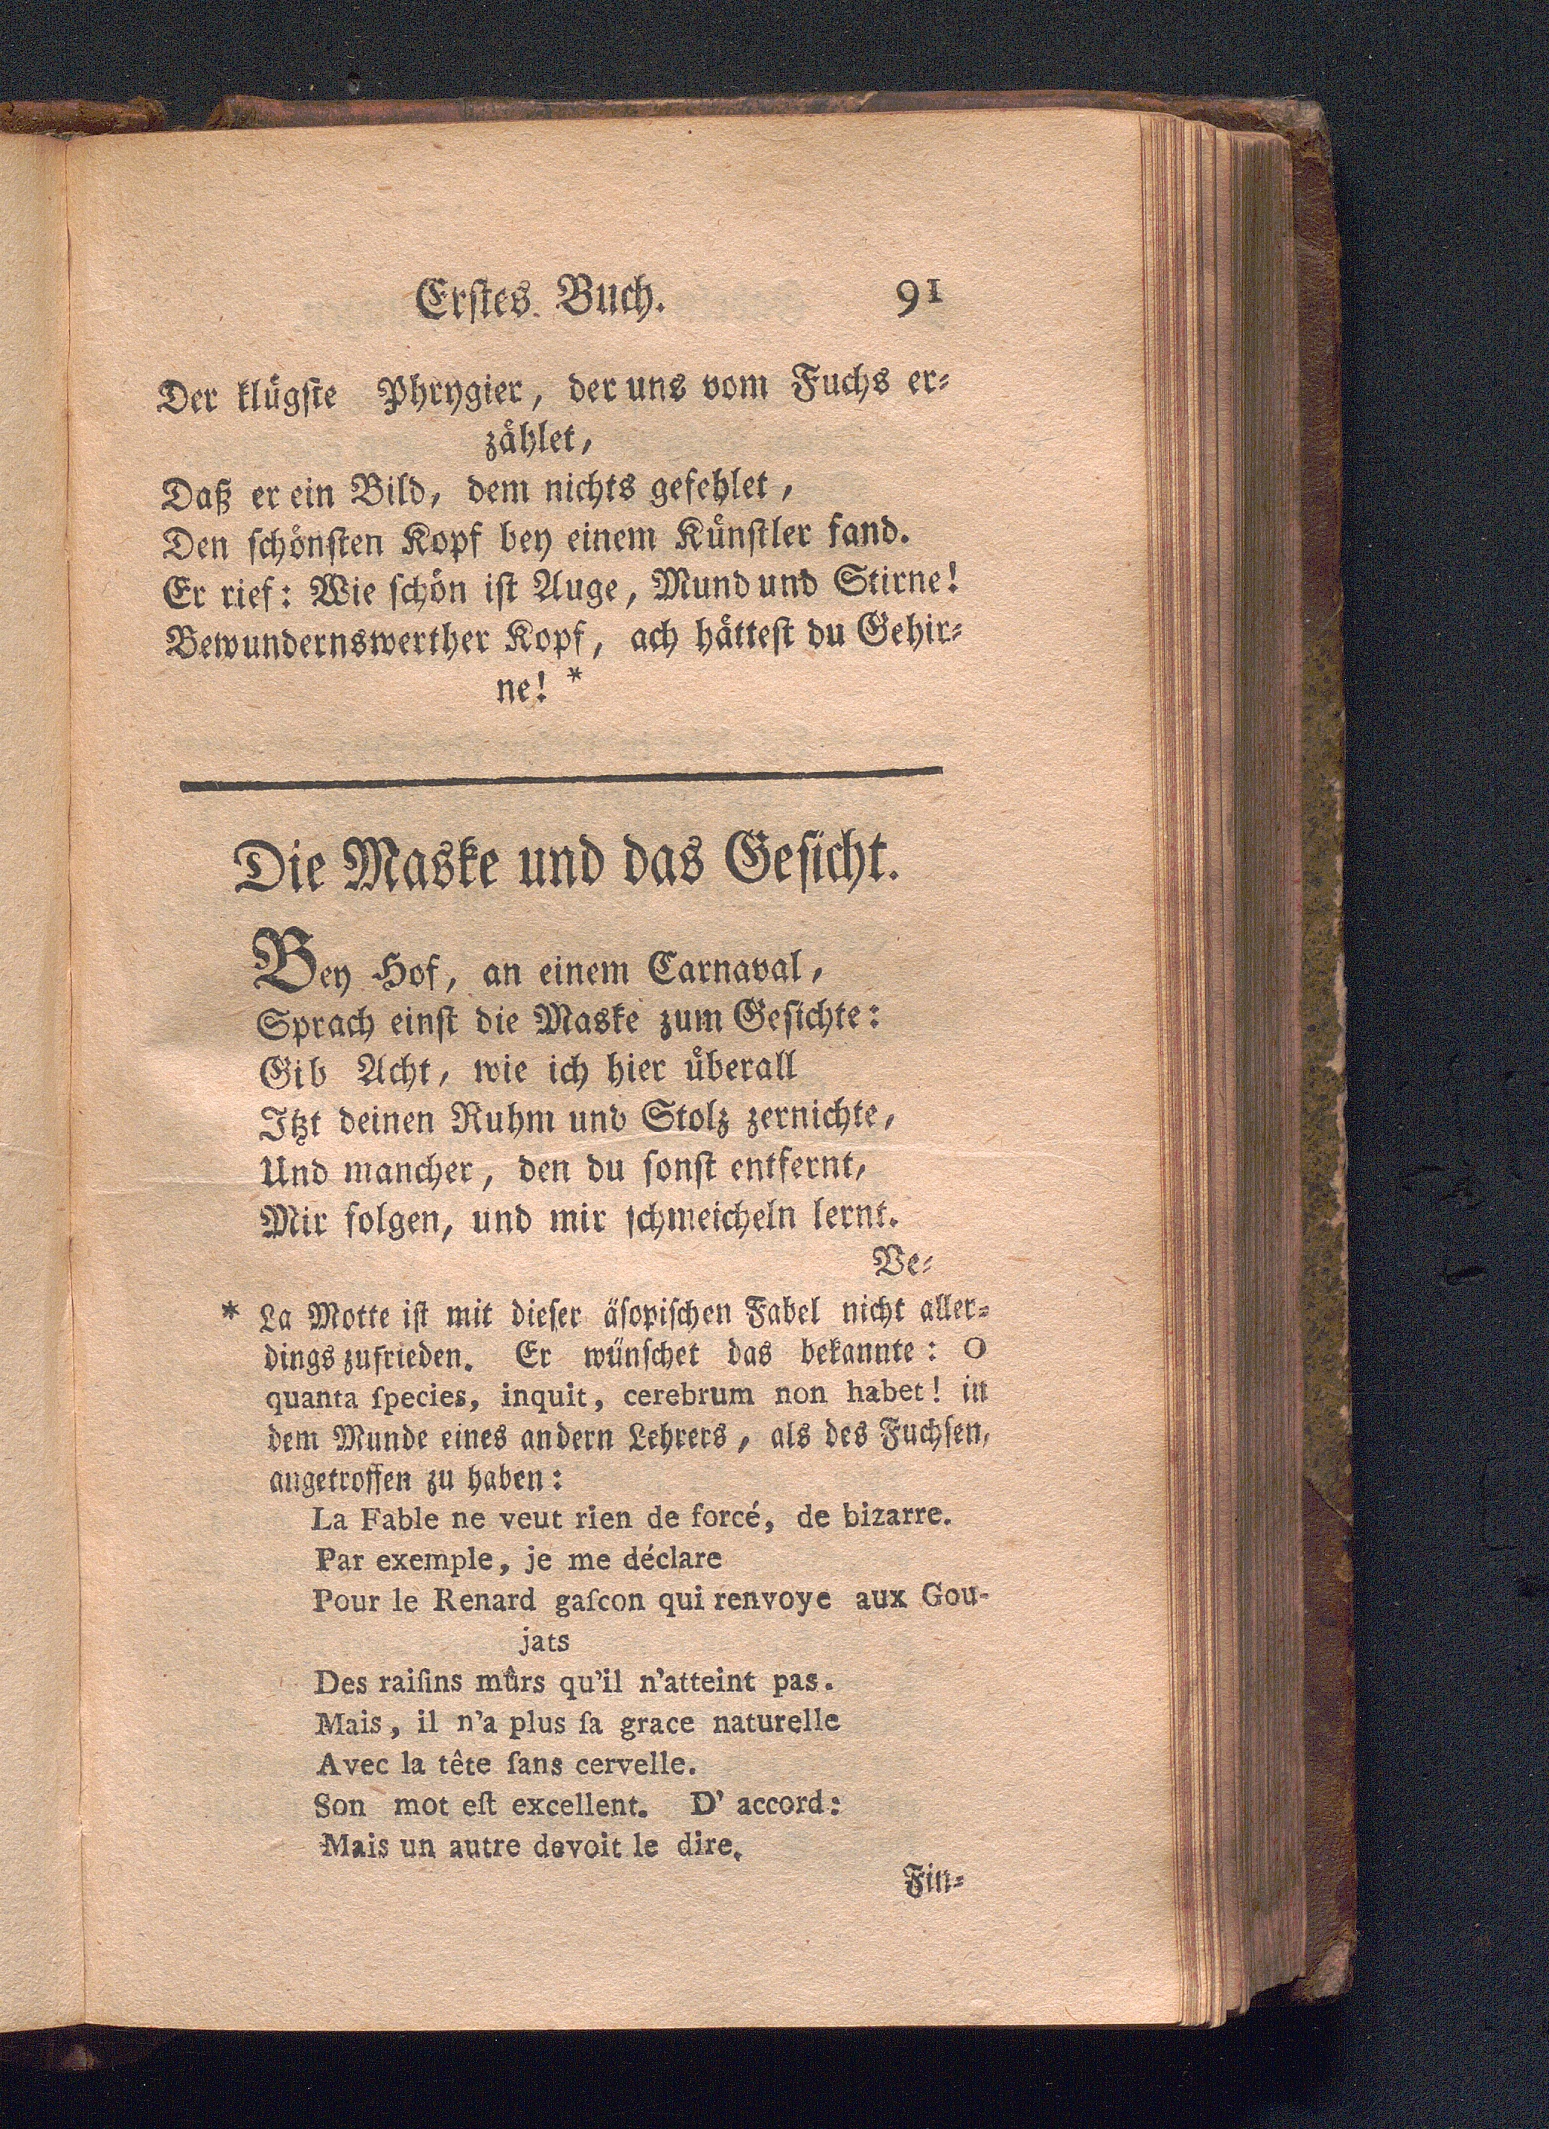 Erſtes Buch. 91
Der klügſte Phrygier, der uns vom Fuchs er⸗
zählet,
Daß er ein Bild, dem nichts gefehlet,
Den ſchönſten Kopf bey einem Künſtler fand.
Er rief: Wie ſchön iſt Auge, Mund und Stirne!
Bewundernswerther Kopf, ach hätteſt du Gehir⸗
ne! *
Die Maske und das Geſicht.
Bey Hof, an einem Carnaval,
Sprach einſt die Maske zum Geſichte:
Gib Acht, wie ich hier überall
Itzt deinen Ruhm und Stolz zernichte,
Und mancher, den du ſonſt entfernt,
Mir folgen, und mir ſchmeicheln lernt.
Ve⸗
* La Motte iſt mit dieſer äſopiſchen Fabel nicht aller⸗
dings zufrieden. Er wünſchet das bekannte: O
quanta ſpecies, inquit, cerebrum non habet! in
dem Munde eines andern Lehrers, als des Fuchſen,
angetroffen zu haben:
La Fable ne veut rien de forcé, de bizarre.
Par exemple, je me déclare
Pour le Renard gaſcon qui renvoye aux Gou-
jats
Des raiſins mûrs qu'il n'atteint pas.
Mais, il n'a plus ſa grace naturelle
Avec la tête ſans cervelle.
Son mot eſt excellent. D' accord:
Mais un autre devoit le dire.
Fin⸗